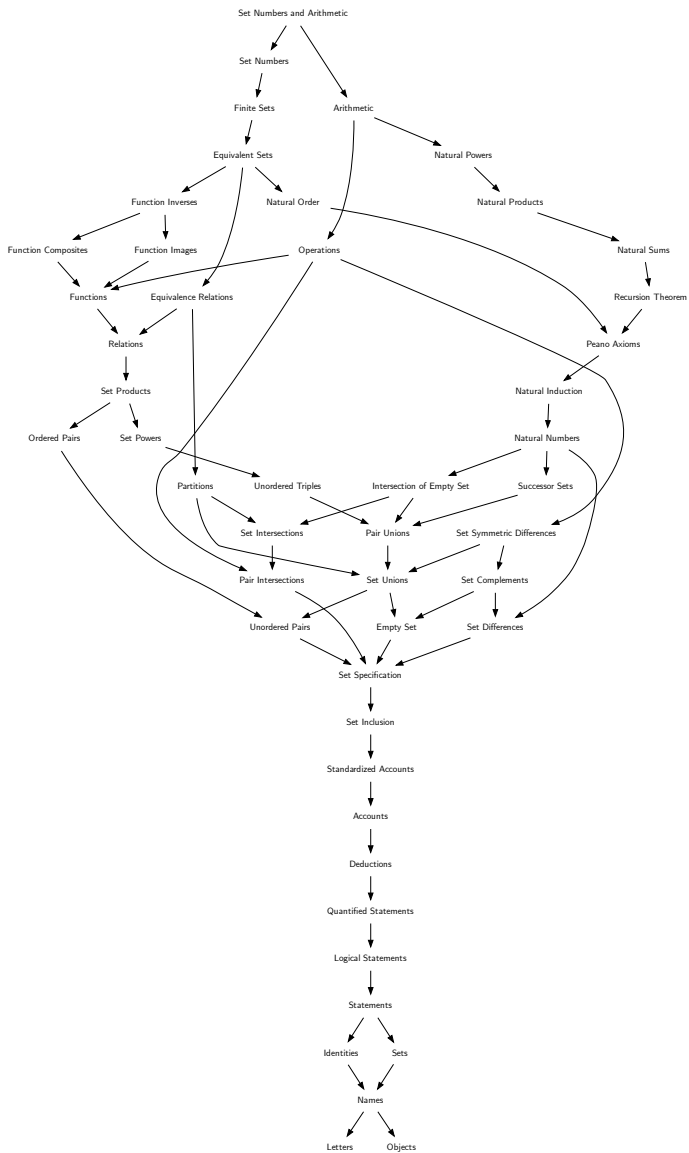 Set Numbers and Arithmetic
Set Numbers
Finite Sets
Arithmetic
Equivalent Sets
Natural Powers
Function Inverses
Natural Order
Natural Products
Function Composites
Function Images
Operations
Natural Sums
Functions
Equivalence Relations
Recursion Theorem
Relations
Peano Axioms
Set Products
Natural Induction
Ordered Pairs
Set Powers
Natural Numbers
Partitions
Unordered Triples
Intersection of Empty Set
Successor Sets
Set Intersections
Pair Unions
Set Symmetric Differences
Pair Intersections
Set Unions
Set Complements
Unordered Pairs
Empty Set
Set Differences
Set Specification
Set Inclusion
Standardized Accounts
Accounts
Deductions
Quantified Statements
Logical Statements
Statements
Identities
Sets
Names
Letters
Objects